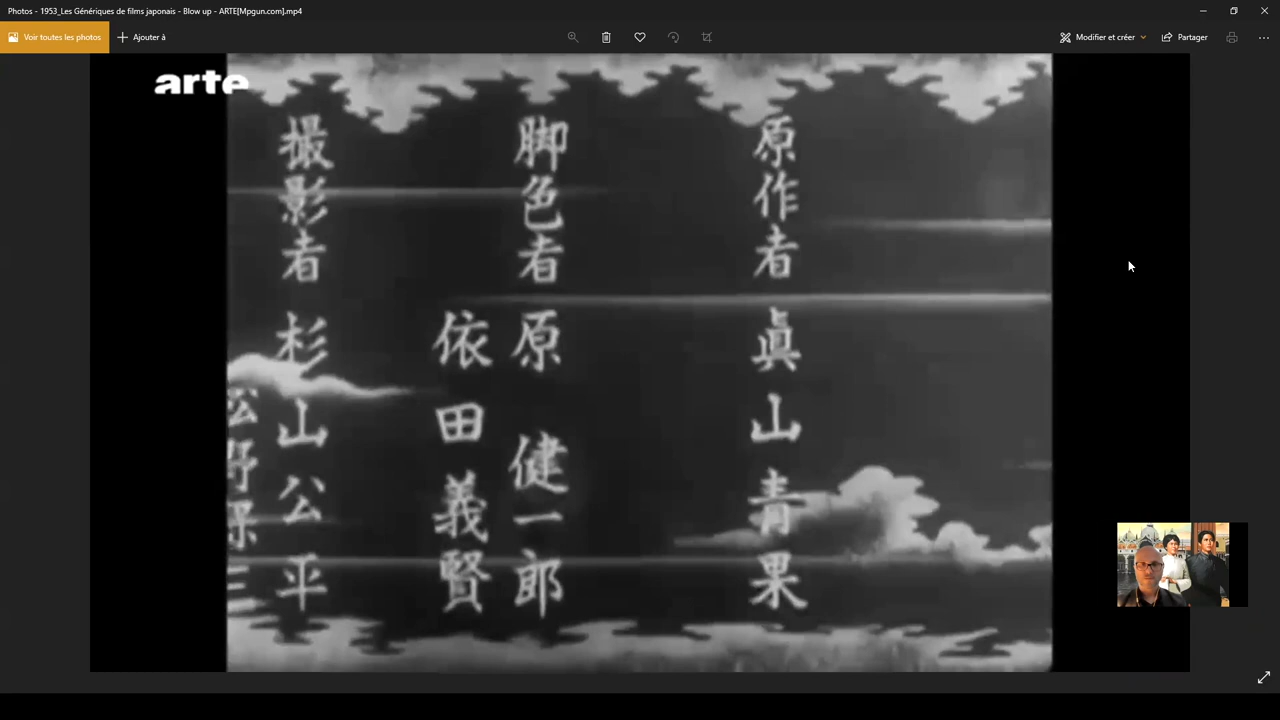 Photos - 1953_Les Génériques de films japonais - Blow up - ARTE[Mpgun.com].mp4
Voir toutes les photos
Ajouter à
Modifier et créer
Partager
arte
原作者 眞山青果
脚色者 原 健一郎
依田義賢
撮影者 杉山公平